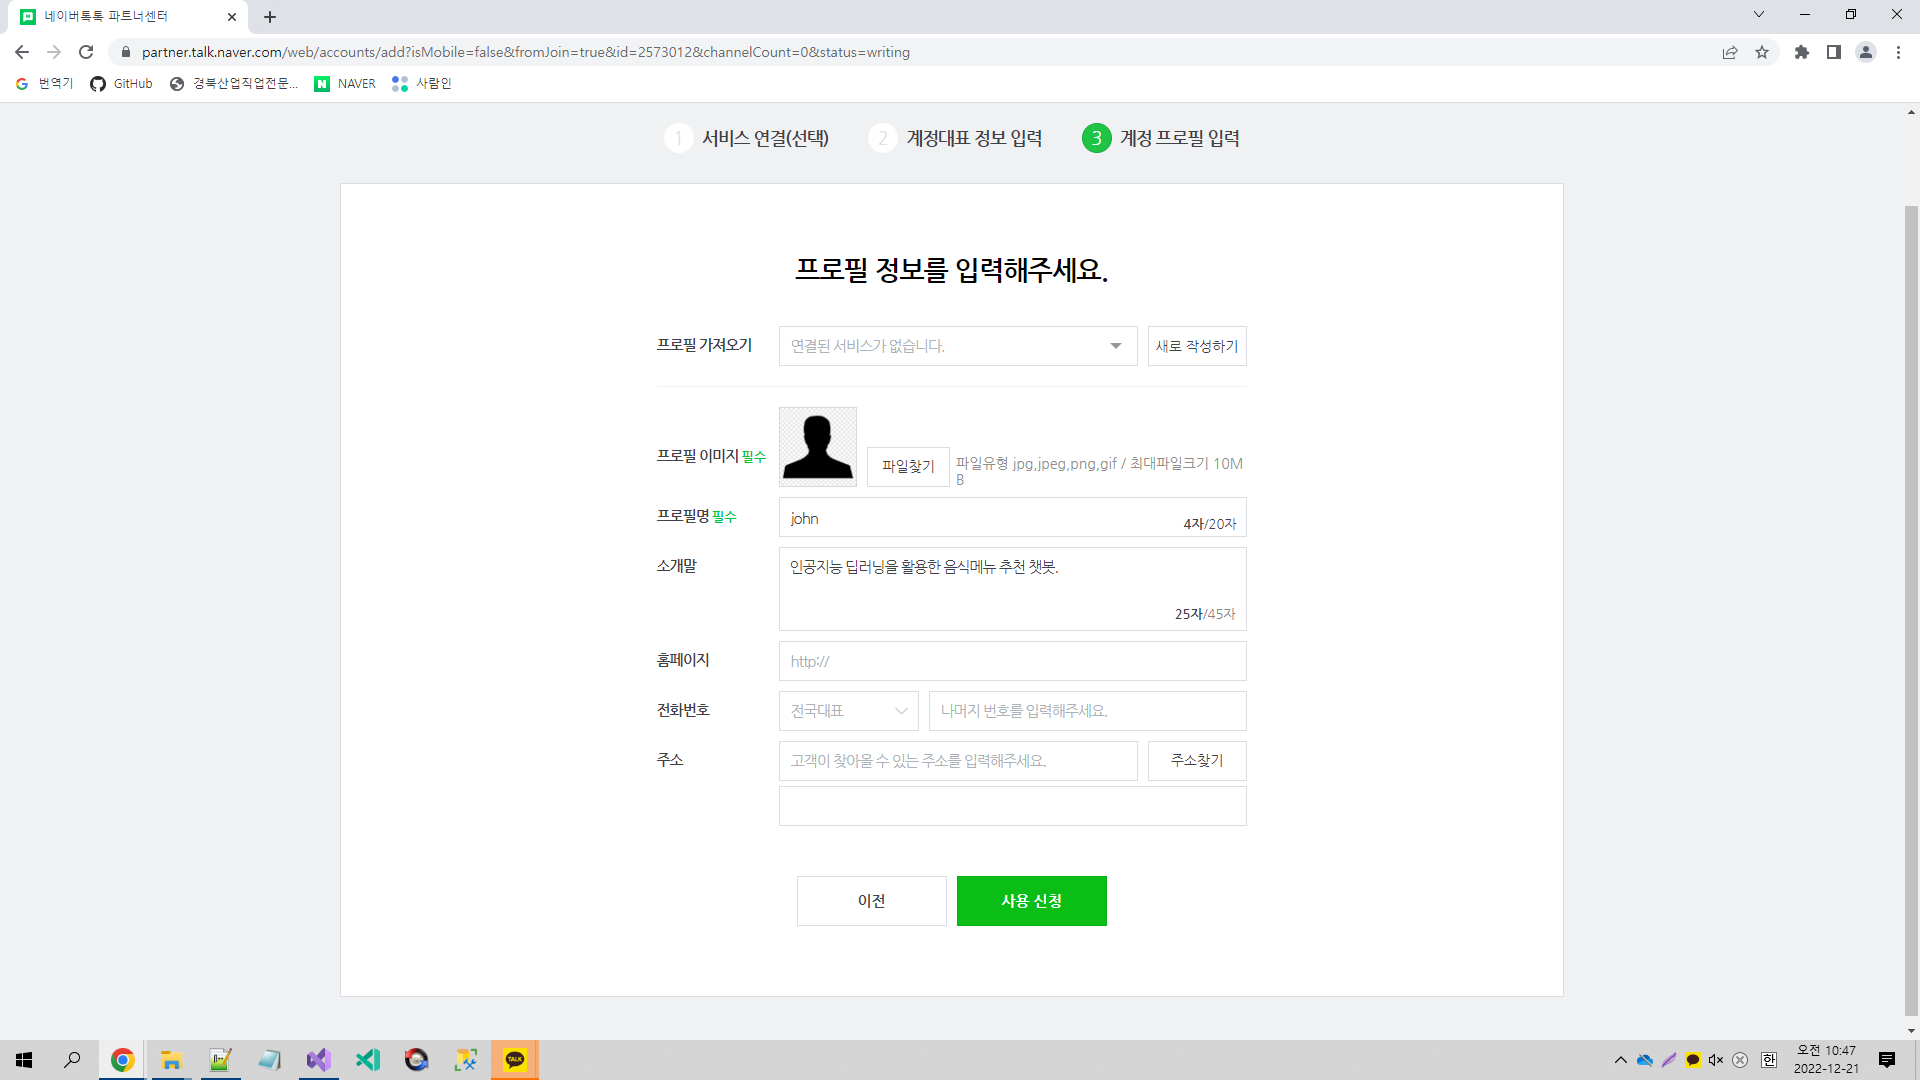 네이버톡톡 파트너센터
partner.talk.naver.com/web/accounts/add?isMobile=false&fromJoin=true&id=2573012&channelCount=0&status=writing
번역기 GitHub 경북산업직업전문... NAVER 사람인
1 서비스 연결(선택) 2 계정대표 정보 입력 3 계정 프로필 입력
프로필 정보를 입력해주세요.
프로필 가져오기 연결된 서비스가 없습니다. 새로 작성하기
프로필 이미지 필수 파일찾기 파일유형 jpg,jpeg,png,gif / 최대파일크기 10M
B
프로필명 필수 john 4자/20자
소개말 인공지능 딥러닝을 활용한 음식메뉴 추천 챗봇.
25자/45자
홈페이지 http://
전화번호 전국대표 나머지 번호를 입력해주세요.
주소 고객이 찾아올 수 있는 주소를 입력해주세요. 주소찾기
이전 사용 신청
TALK 한 오전 10:47
2022-12-21